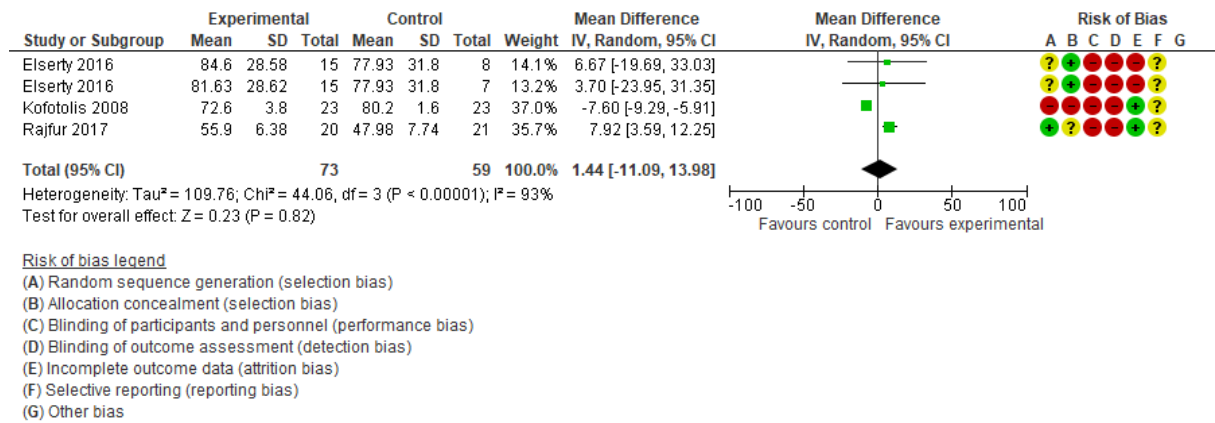 Experimental Control Mean Difference Mean Difference Risk of Bias
Study or Subgroup Mean SD Total Mean SD Total Weight IV, Random, 95% CI IV, Random, 95% CI A B C D E F G
Elserty 2016 84.6 28.58 15 77.93 31.8 8 14.1% 6.67 [-19.69, 33.03] ? + - - - ?
Elserty 2016 81.63 28.62 15 77.93 31.8 7 13.2% 3.70 [-23.95, 31.35] ? + - - - ?
Kofotolis 2008 72.6 3.8 23 80.2 1.6 23 37.0% -7.60 [-9.29, -5.91] - - - - + ?
Rajfur 2017 55.9 6.38 20 47.98 7.74 21 35.7% 7.92 [3.59, 12.25] + ? - - + ?
Total (95% CI) 73 59 100.0% 1.44 [-11.09, 13.98]
Heterogeneity: Tau² = 109.76; Chi² = 44.06, df = 3 (P < 0.00001); I² = 93%
Test for overall effect: Z = 0.23 (P = 0.82)
-100 -50 0 50 100
Favours control Favours experimental
Risk of bias legend
(A) Random sequence generation (selection bias)
(B) Allocation concealment (selection bias)
(C) Blinding of participants and personnel (performance bias)
(D) Blinding of outcome assessment (detection bias)
(E) Incomplete outcome data (attrition bias)
(F) Selective reporting (reporting bias)
(G) Other bias